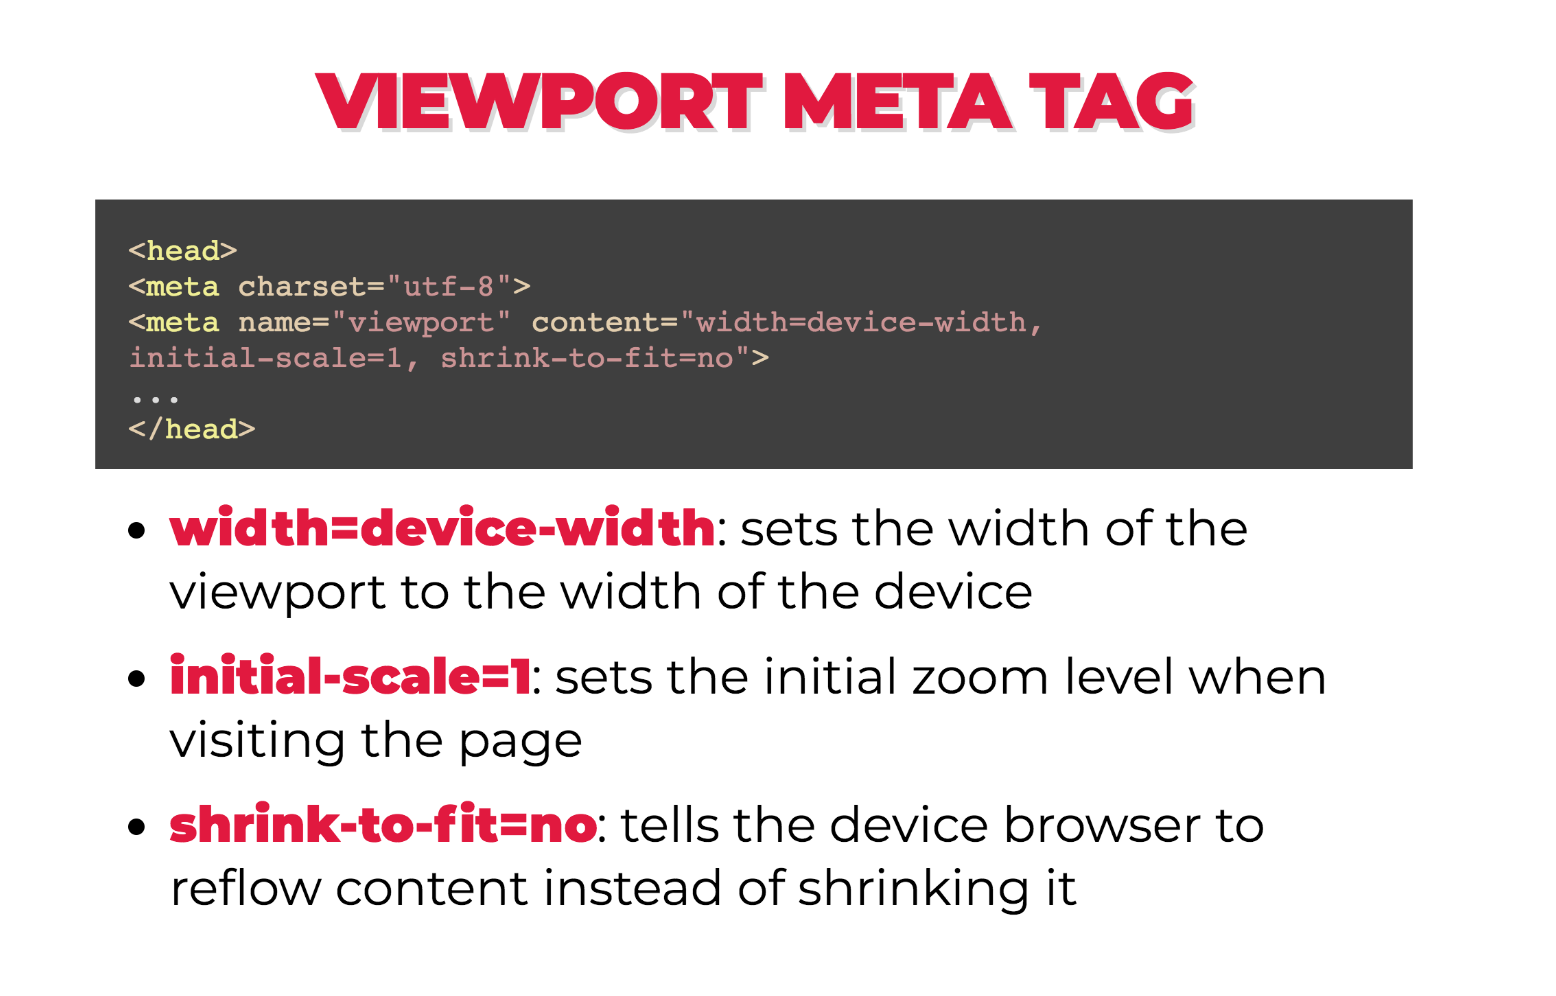 VIEWPORT META TAG
<head>
<meta charset="utf-8">
<meta name="viewport" content="width=device-width,
initial-scale=1, shrink-to-fit=no">
...
</head>
• width=device-width: sets the width of the
viewport to the width of the device
• initial-scale=1: sets the initial zoom level when
visiting the page
• shrink-to-fit=no: tells the device browser to
reflow content instead of shrinking it